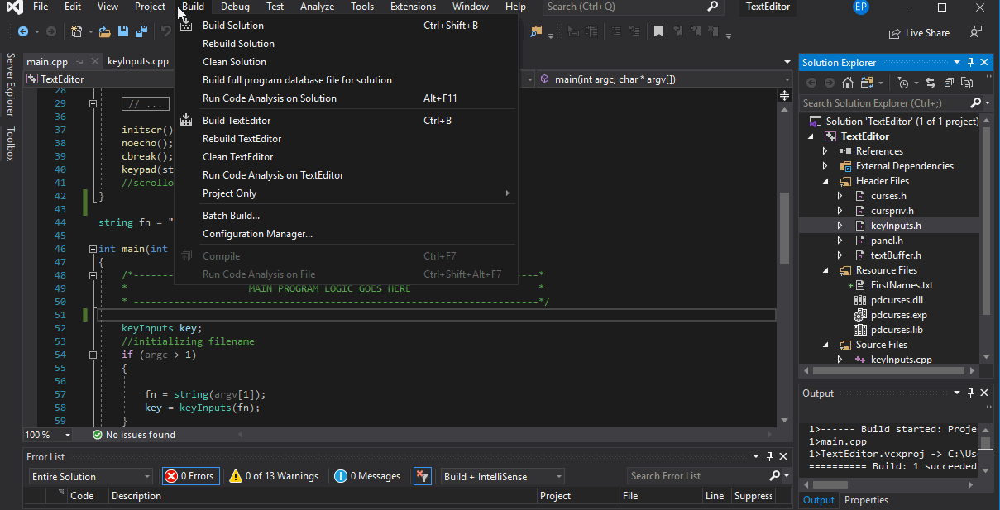 File Edit View Project Build Debug Test Analyze Tools Extensions Window Help Search (Ctrl+Q) TextEditor EP
Live Share
Build Solution Ctrl+Shift+B
Rebuild Solution
Clean Solution
Build full program database file for solution
Run Code Analysis on Solution Alt+F11
Build TextEditor Ctrl+B
Rebuild TextEditor
Clean TextEditor
Run Code Analysis on TextEditor
Project Only
Batch Build...
Configuration Manager...
Compile Ctrl+F7
Run Code Analysis on File Ctrl+Shift+Alt+F7
Server Explorer
Toolbox
main.cpp keyInputs.cpp
TextEditor main(int argc, char * argv[])
28
29 // ...
36
37 initscr()
38 noecho();
39 cbreak();
40 keypad(st
41 //scrollo
42 }
43
44 string fn = "
45
46 int main(int
47 {
48 /*-----------------------------------------------------------------------*
49 * MAIN PROGRAM LOGIC GOES HERE *
50 * ----------------------------------------------------------------------*/
51
52 keyInputs key;
53 //initializing filename
54 if (argc > 1)
55 {
56
57 fn = string(argv[1]);
58 key = keyInputs(fn);
59 }
100 % No issues found
Solution Explorer
Search Solution Explorer (Ctrl+;)
Solution 'TextEditor' (1 of 1 project)
TextEditor
References
External Dependencies
Header Files
curses.h
curspriv.h
keyInputs.h
panel.h
textBuffer.h
Resource Files
FirstNames.txt
pdcurses.dll
pdcurses.exp
pdcurses.lib
Source Files
keyInputs.cpp
Output
1>------ Build started: Proje
1>main.cpp
1>TextEditor.vcxproj -> C:\Us
========== Build: 1 succeeded
Output Properties
Error List
Entire Solution 0 Errors 0 of 13 Warnings 0 Messages Build + IntelliSense Search Error List
Code Description Project File Line Suppress